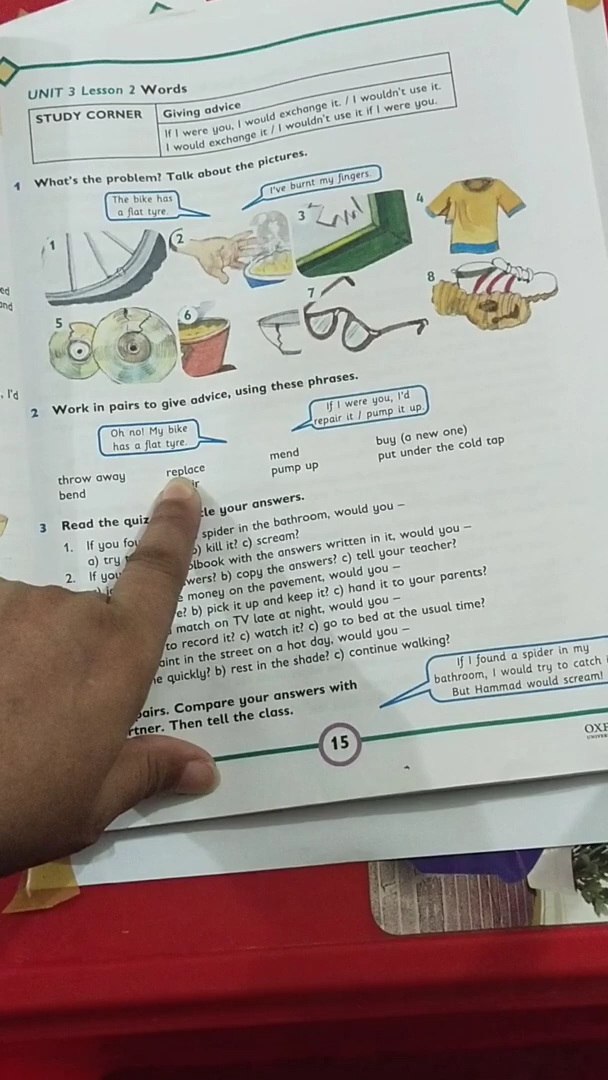 UNIT 3 Lesson 2 Words
STUDY CORNER
Giving advice
If I were you, I would exchange it. / I wouldn't use it.
I would exchange it / I wouldn't use it if I were you.
1 What's the problem? Talk about the pictures.
The bike has
a flat tyre.
I've burnt my fingers.
1
2
3
4
5
6
7
8
ed
and
, I'd
2 Work in pairs to give advice, using these phrases.
Oh no! My bike
has a flat tyre.
If I were you, I'd
repair it / pump it up.
throw away replace mend buy (a new one)
bend ir pump up put under the cold tap
3 Read the quiz cle your answers.
1. If you fou spider in the bathroom, would you –
a) try b) kill it? c) scream?
2. If you olbook with the answers written in it, would you –
wers? b) copy the answers? c) tell your teacher?
money on the pavement, would you –
e? b) pick it up and keep it? c) hand it to your parents?
match on TV late at night, would you –
to record it? c) watch it? c) go to bed at the usual time?
aint in the street on a hot day, would you –
e quickly? b) rest in the shade? c) continue walking?
pairs. Compare your answers with
rtner. Then tell the class.
If I found a spider in my
bathroom, I would try to catch
But Hammad would scream!
15
OXF